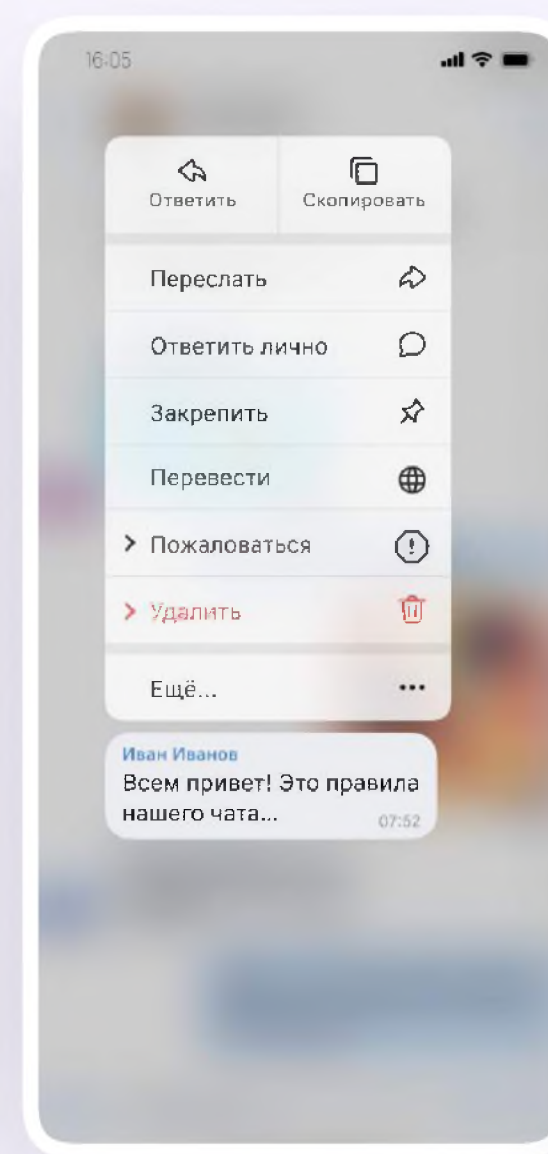 16:05
Ответить Скопировать
Переслать
Ответить лично
Закрепить
Перевести
Пожаловаться
Удалить
Ещё...
Иван Иванов
Всем привет! Это правила
нашего чата...
07:52